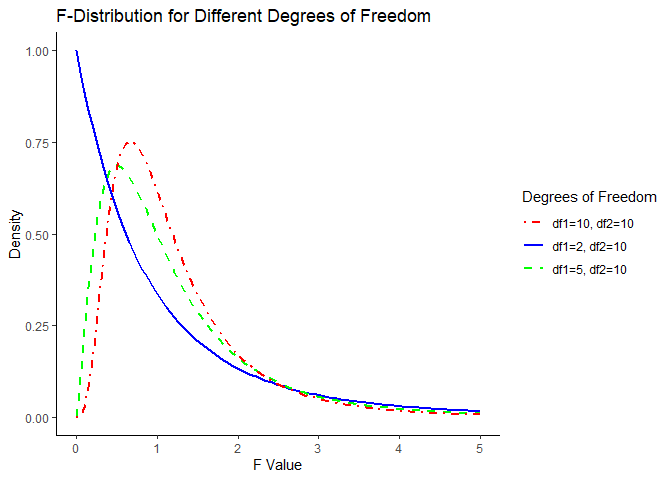 F-Distribution for Different Degrees of Freedom
1.00
0.75
0.50
0.25
0.00
Density
0 1 2 3 4 5
F Value
Degrees of Freedom
df1=10, df2=10
df1=2, df2=10
df1=5, df2=10